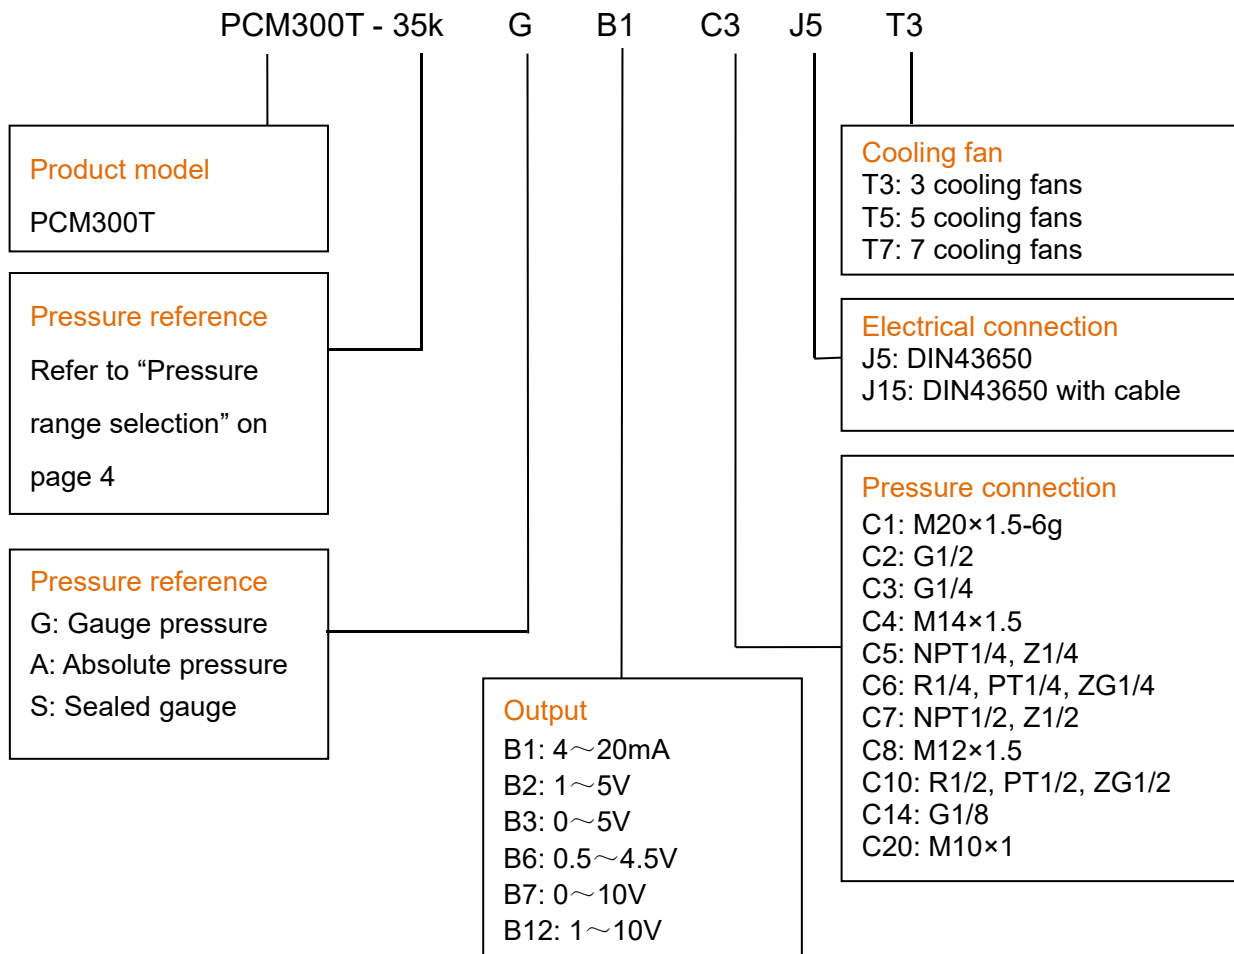 PCM300T - 35k G B1 C3 J5 T3
Product model
PCM300T
Pressure reference
Refer to “Pressure
range selection” on
page 4
Pressure reference
G: Gauge pressure
A: Absolute pressure
S: Sealed gauge
Output
B1: 4～20mA
B2: 1～5V
B3: 0～5V
B6: 0.5～4.5V
B7: 0～10V
B12: 1～10V
Cooling fan
T3: 3 cooling fans
T5: 5 cooling fans
T7: 7 cooling fans
Electrical connection
J5: DIN43650
J15: DIN43650 with cable
Pressure connection
C1: M20×1.5-6g
C2: G1/2
C3: G1/4
C4: M14×1.5
C5: NPT1/4, Z1/4
C6: R1/4, PT1/4, ZG1/4
C7: NPT1/2, Z1/2
C8: M12×1.5
C10: R1/2, PT1/2, ZG1/2
C14: G1/8
C20: M10×1